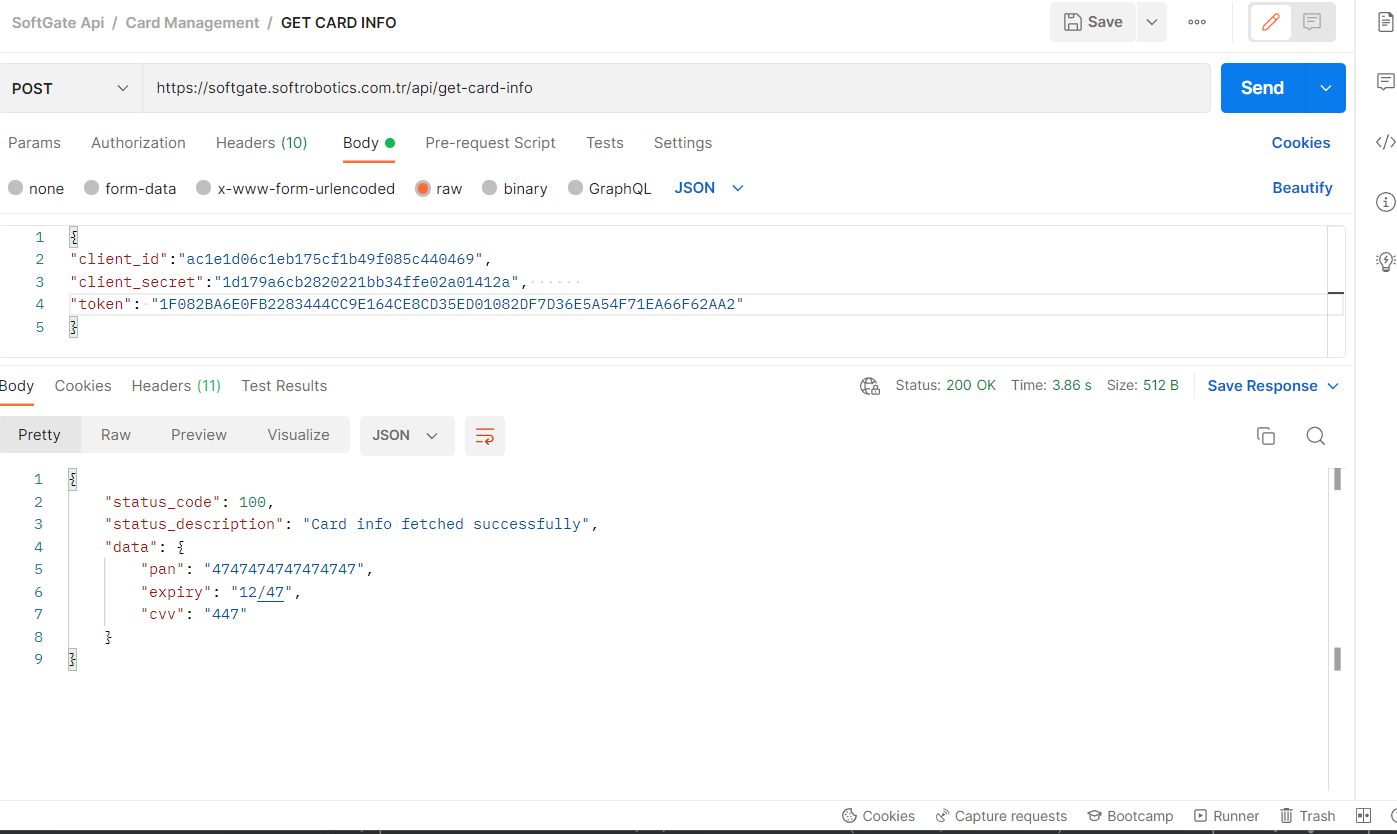 SoftGate Api / Card Management / GET CARD INFO
Save
POST
https://softgate.softrobotics.com.tr/api/get-card-info
Send
Params Authorization Headers (10) Body Pre-request Script Tests Settings Cookies
none form-data x-www-form-urlencoded raw binary GraphQL JSON Beautify
1 {
2 "client_id":"ac1e1d06c1eb175cf1b49f085c440469",
3 "client_secret":"1d179a6cb2820221bb34ffe02a01412a",
4 "token": "1F082BA6E0FB2283444CC9E164CE8CD35ED01082DF7D36E5A54F71EA66F62AA2"
5 }
Body Cookies Headers (11) Test Results Status: 200 OK Time: 3.86 s Size: 512 B Save Response
Pretty Raw Preview Visualize JSON
1 {
2 "status_code": 100,
3 "status_description": "Card info fetched successfully",
4 "data": {
5 "pan": "4747474747474747",
6 "expiry": "12/47",
7 "cvv": "447"
8 }
9 }
Cookies Capture requests Bootcamp Runner Trash